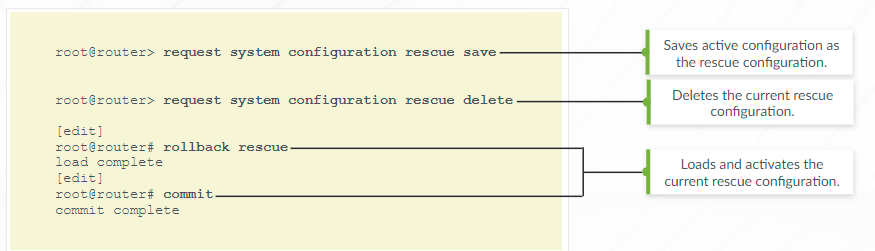 root@router> request system configuration rescue save
Saves active configuration as
the rescue configuration.
root@router> request system configuration rescue delete
Deletes the current rescue
configuration.
[edit]
root@router# rollback rescue
load complete
[edit]
root@router# commit
commit complete
Loads and activates the
current rescue configuration.